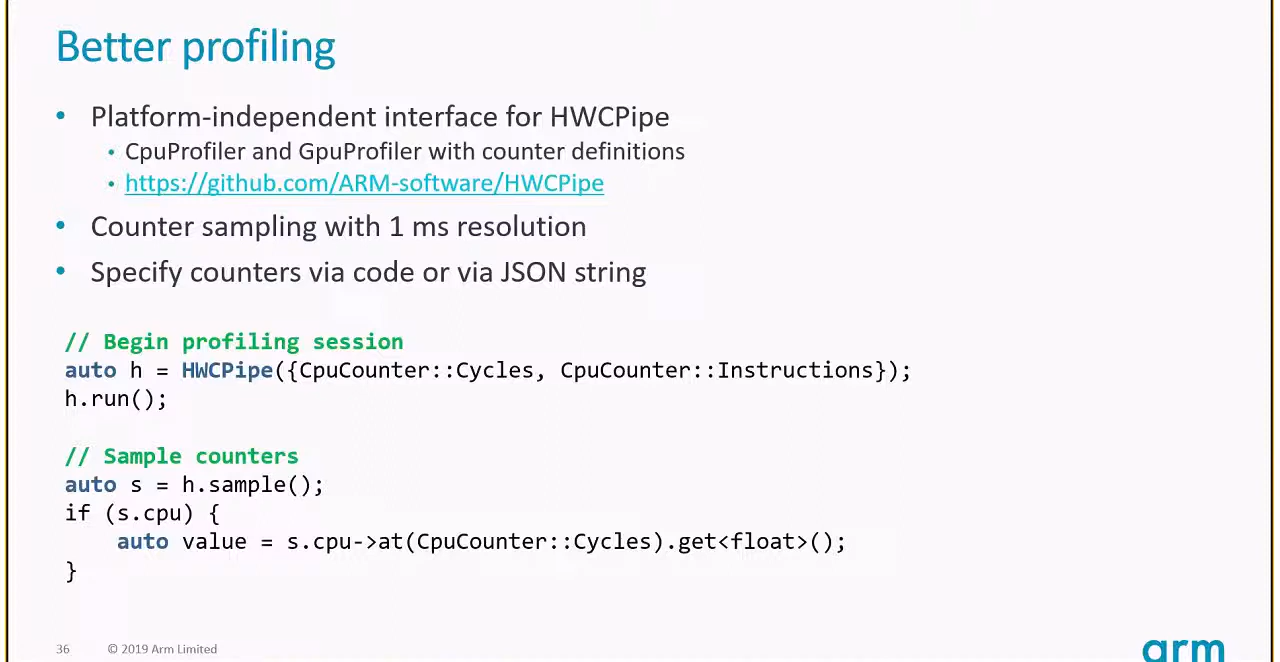 Better profiling
• Platform-independent interface for HWCPipe
• CpuProfiler and GpuProfiler with counter definitions
• https://github.com/ARM-software/HWCPipe
• Counter sampling with 1 ms resolution
• Specify counters via code or via JSON string
// Begin profiling session
auto h = HWCPipe({CpuCounter::Cycles, CpuCounter::Instructions});
h.run();
// Sample counters
auto s = h.sample();
if (s.cpu) {
    auto value = s.cpu->at(CpuCounter::Cycles).get<float>();
}
36 © 2019 Arm Limited
arm